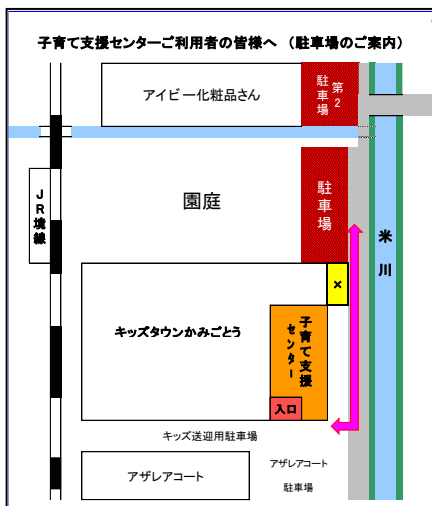 子育て支援センターご利用者の皆様へ （駐車場のご案内）
アイビー化粧品さん
第2
駐車場
JR境線
園庭
駐車場
米川
×
キッズタウンかみごとう
子育て支援
センター
入口
キッズ送迎用駐車場
アザレアコート
アザレアコート
駐車場